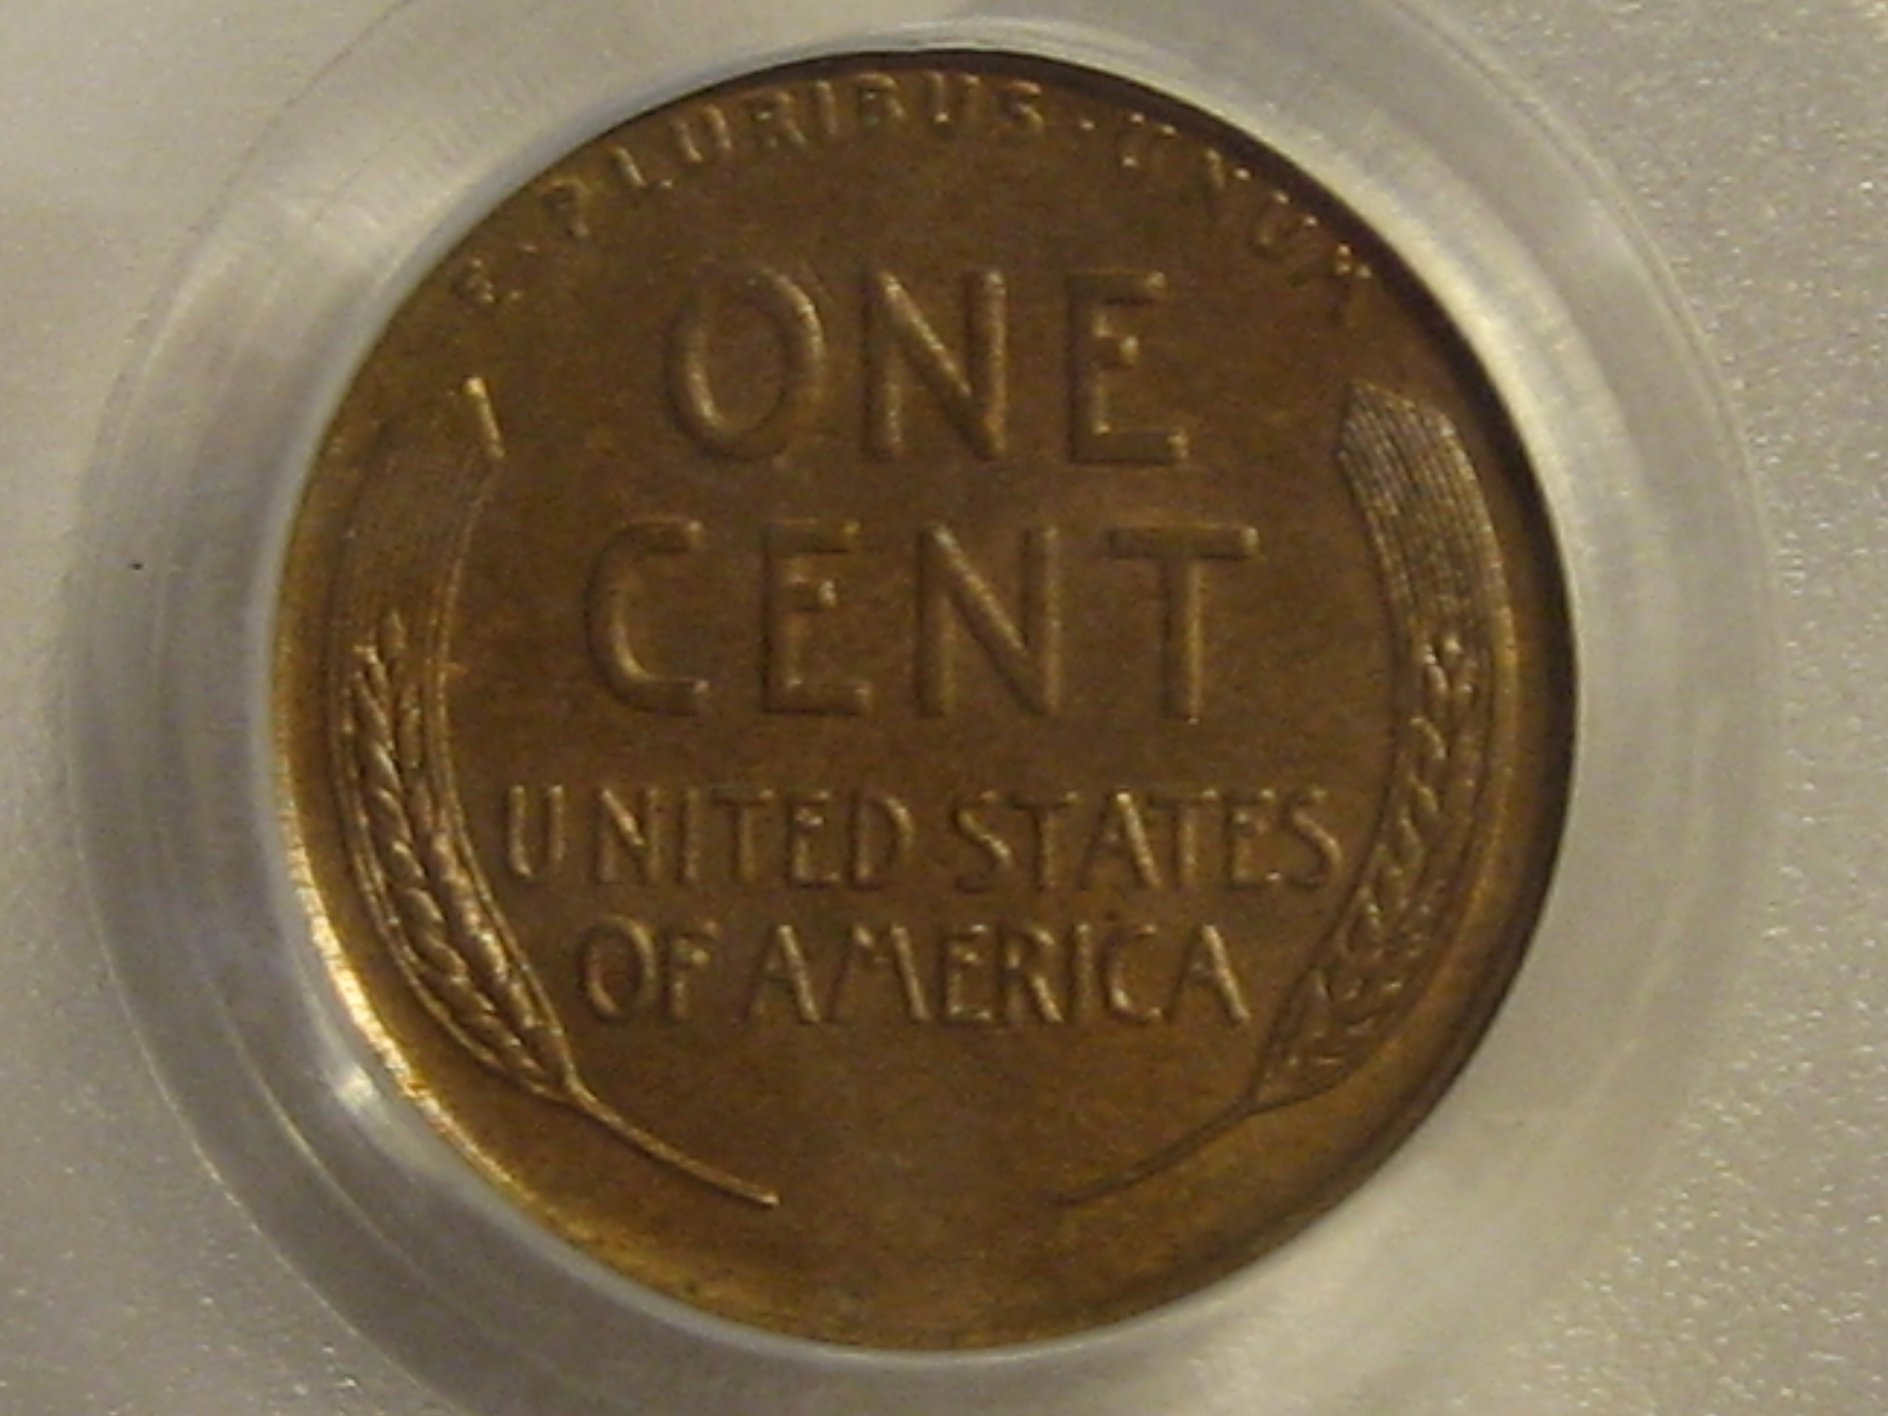 E·PLURIBUS·UNUM
ONE
CENT
UNITED STATES
OF AMERICA